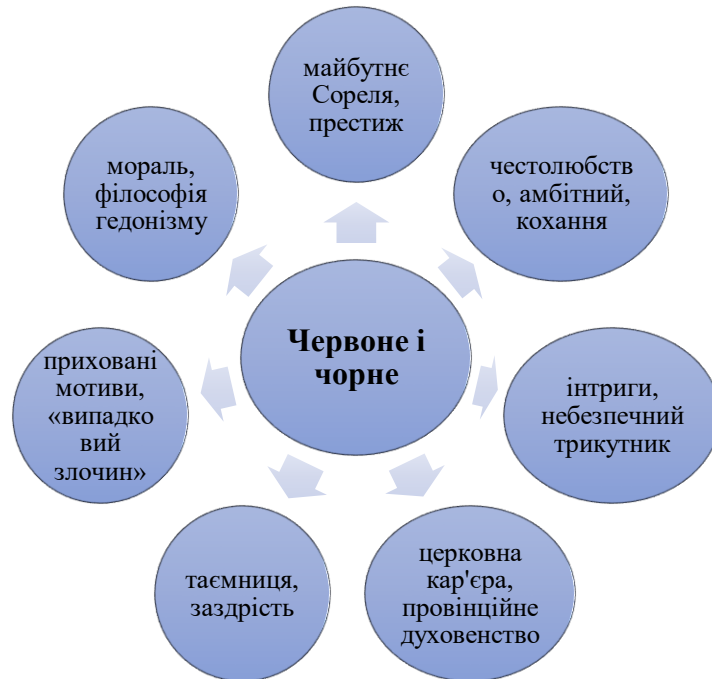 майбутнє
Сореля,
престиж
честолюбств
о, амбітний,
кохання
інтриги,
небезпечний
трикутник
церковна
кар'єра,
провінційне
духовенство
таємниця,
заздрість
приховані
мотиви,
«випадко
вий
злочин»
мораль,
філософія
гедонізму
Червоне і
чорне